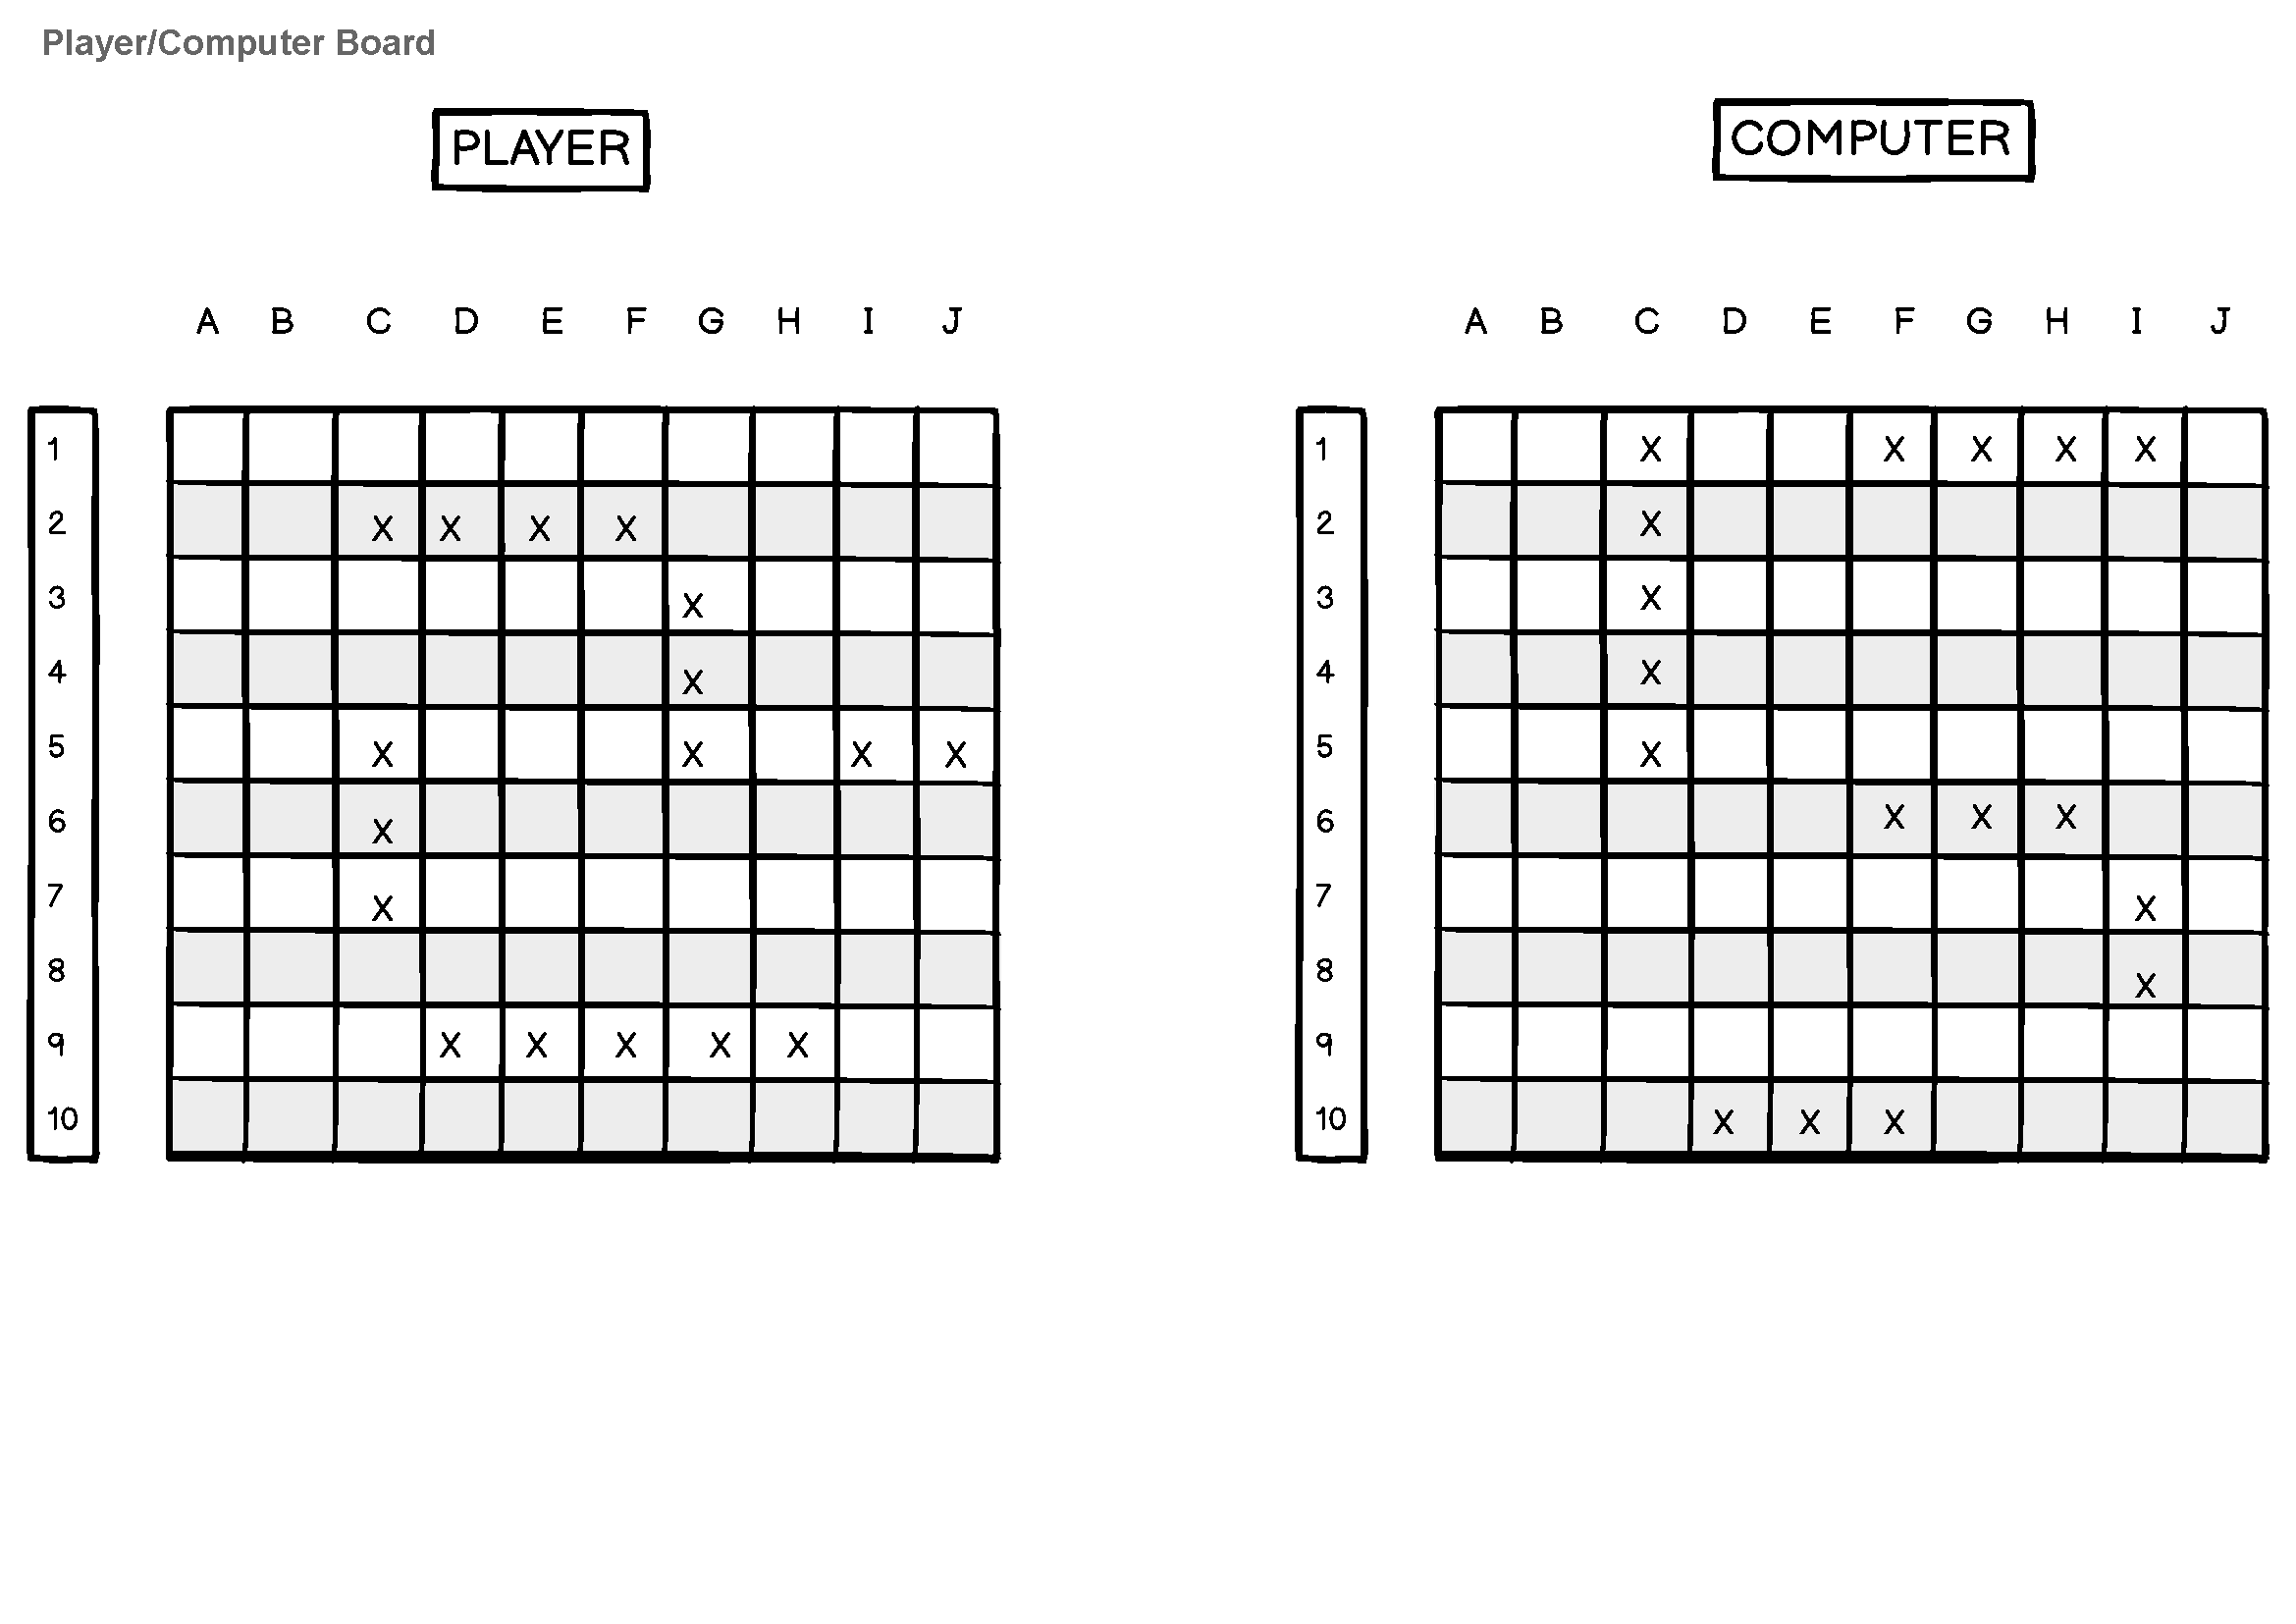 Player/Computer Board
PLAYER
COMPUTER
A B C D E F G H I J
A B C D E F G H I J
1
2 X X X X
3 X
4 X
5 X X X X
6 X
7 X
8
9 X X X X X
10
1 X X X X X
2 X
3 X
4 X
5 X
6 X X X
7 X
8 X
9
10 X X X